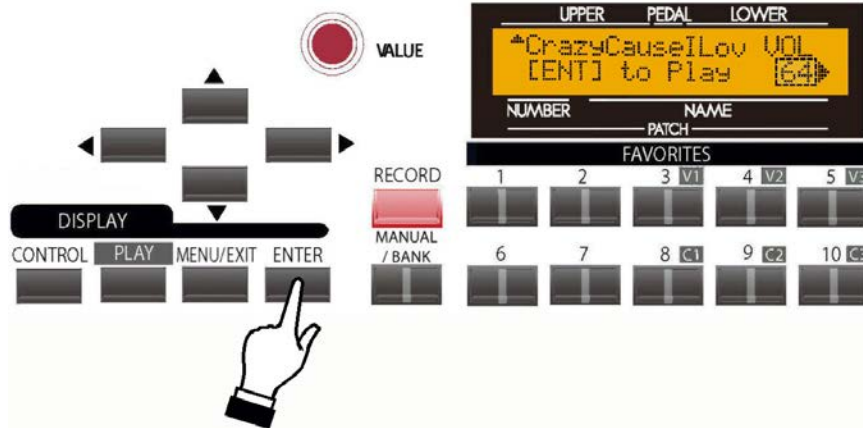 UPPER PEDAL LOWER
CrazyCauseILov VOL
[ENT] to Play 64
NUMBER NAME
PATCH
VALUE
FAVORITES
RECORD
1 2 3 V1 4 V2 5 V3
DISPLAY
CONTROL PLAY MENU/EXIT ENTER
MANUAL
/ BANK
6 7 8 C1 9 C2 10